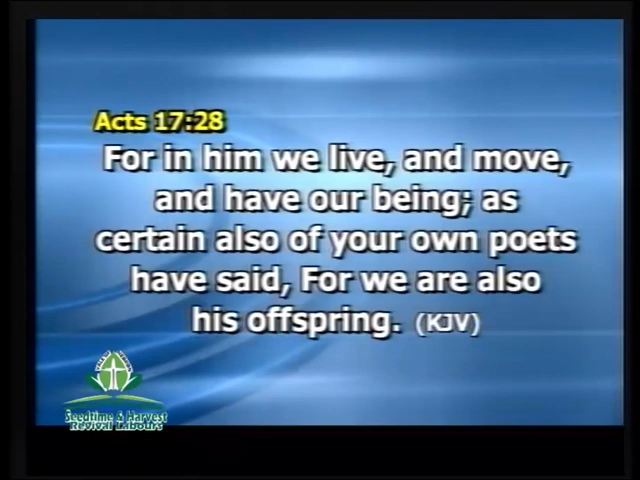 Acts 17:28
For in him we live, and move,
and have our being; as
certain also of your own poets
have said, For we are also
his offspring. (KJV)
Seedtime & Harvest
Revival Labours